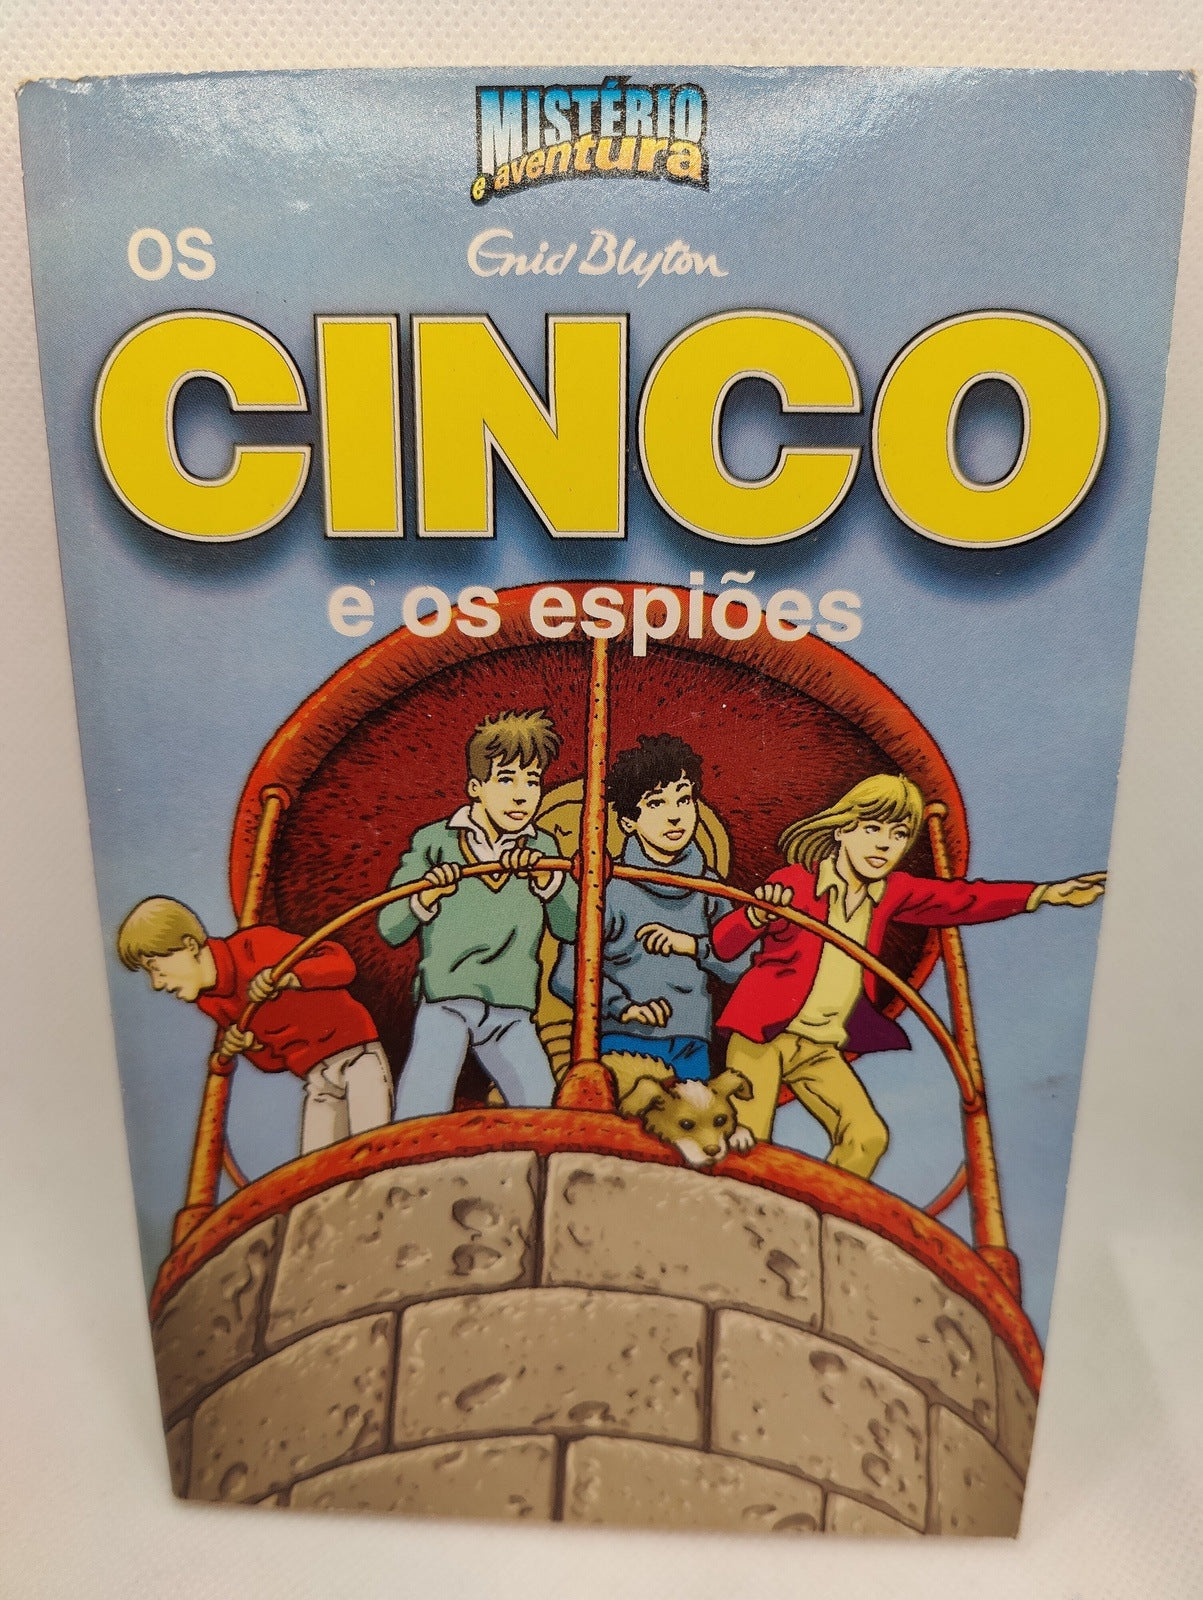 MISTÉRIO
e aventura
OS
Enid Blyton
CINCO
e os espiões